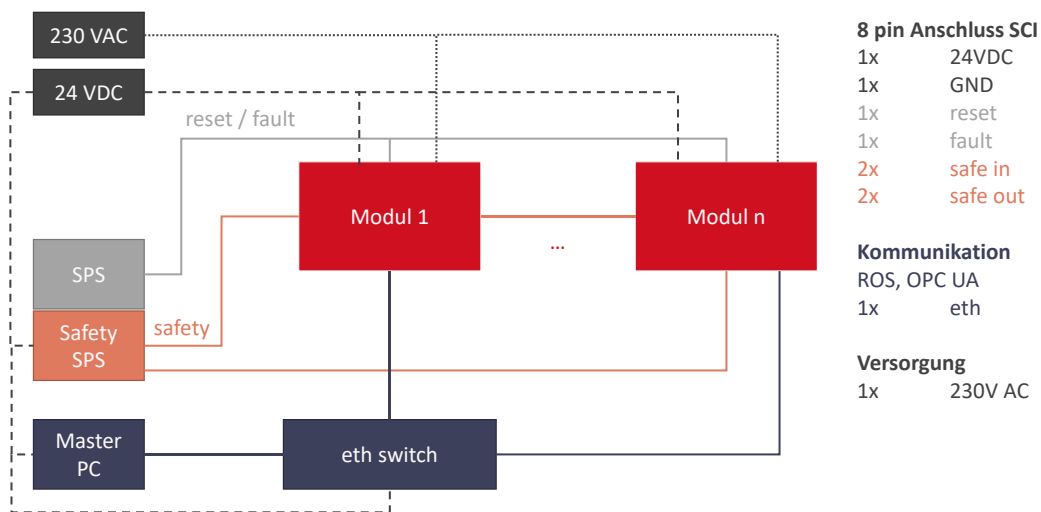 230 VAC
24 VDC
reset / fault
Modul 1
Modul n
...
SPS
Safety
SPS
safety
Master
PC
eth switch
8 pin Anschluss SCI
1x 24VDC
1x GND
1x reset
1x fault
2x safe in
2x safe out
Kommunikation
ROS, OPC UA
1x eth
Versorgung
1x 230V AC